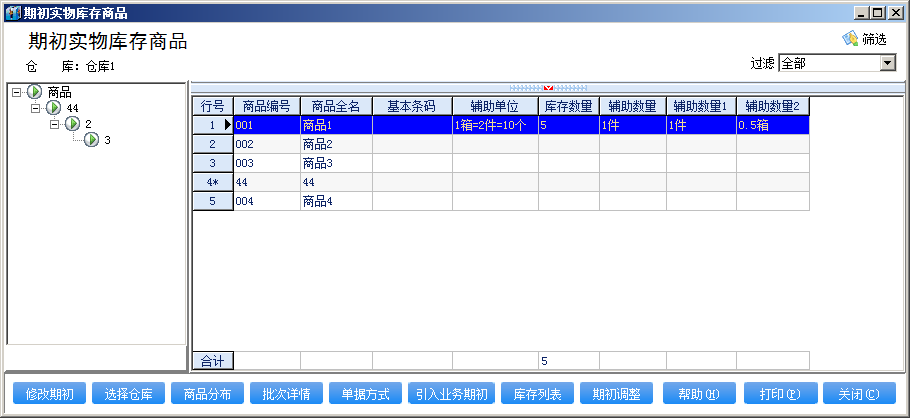 期初实物库存商品
期初实物库存商品
筛选
仓 库: 仓库1
过滤 全部
商品
44
2
3
行号 商品编号 商品全名 基本条码 辅助单位 库存数量 辅助数量 辅助数量1 辅助数量2
1 001 商品1 1箱=2件=10个 5 1件 1件 0.5箱
2 002 商品2
3 003 商品3
4* 44 44
5 004 商品4
合计 5
修改期初 选择仓库 商品分布 批次详情 单据方式 引入业务期初 库存列表 期初调整 帮助(H) 打印(P) 关闭(C)